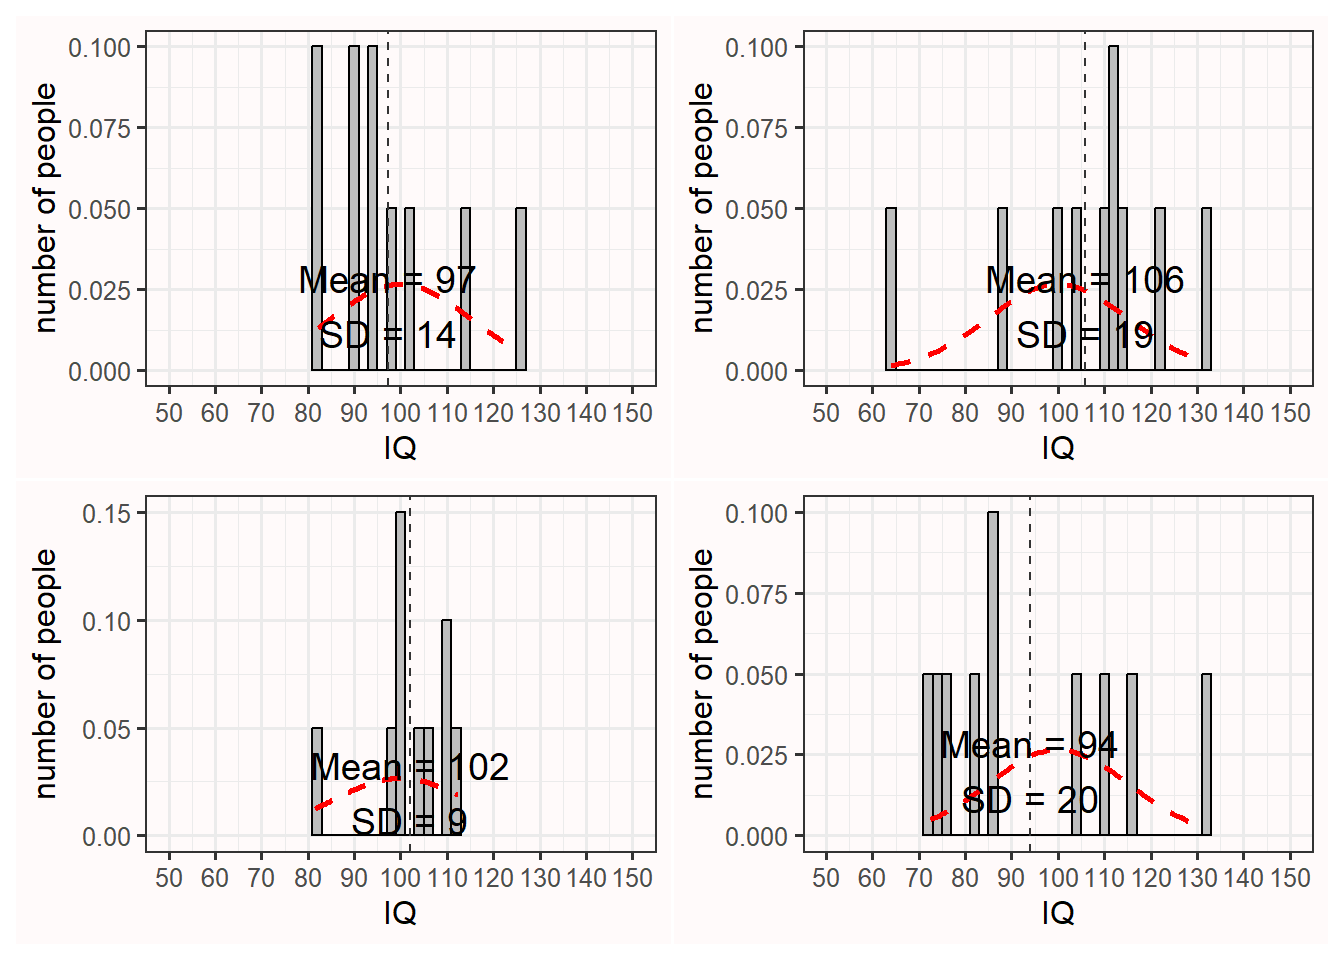 number of people
0.100
0.075
0.050
0.025
0.000
Mean = 97
SD = 14
50 60 70 80 90 100 110 120 130 140 150
IQ
number of people
0.100
0.075
0.050
0.025
0.000
Mean = 106
SD = 19
50 60 70 80 90 100 110 120 130 140 150
IQ
number of people
0.15
0.10
0.05
0.00
Mean = 102
SD = 9
50 60 70 80 90 100 110 120 130 140 150
IQ
number of people
0.100
0.075
0.050
0.025
0.000
Mean = 94
SD = 20
50 60 70 80 90 100 110 120 130 140 150
IQ